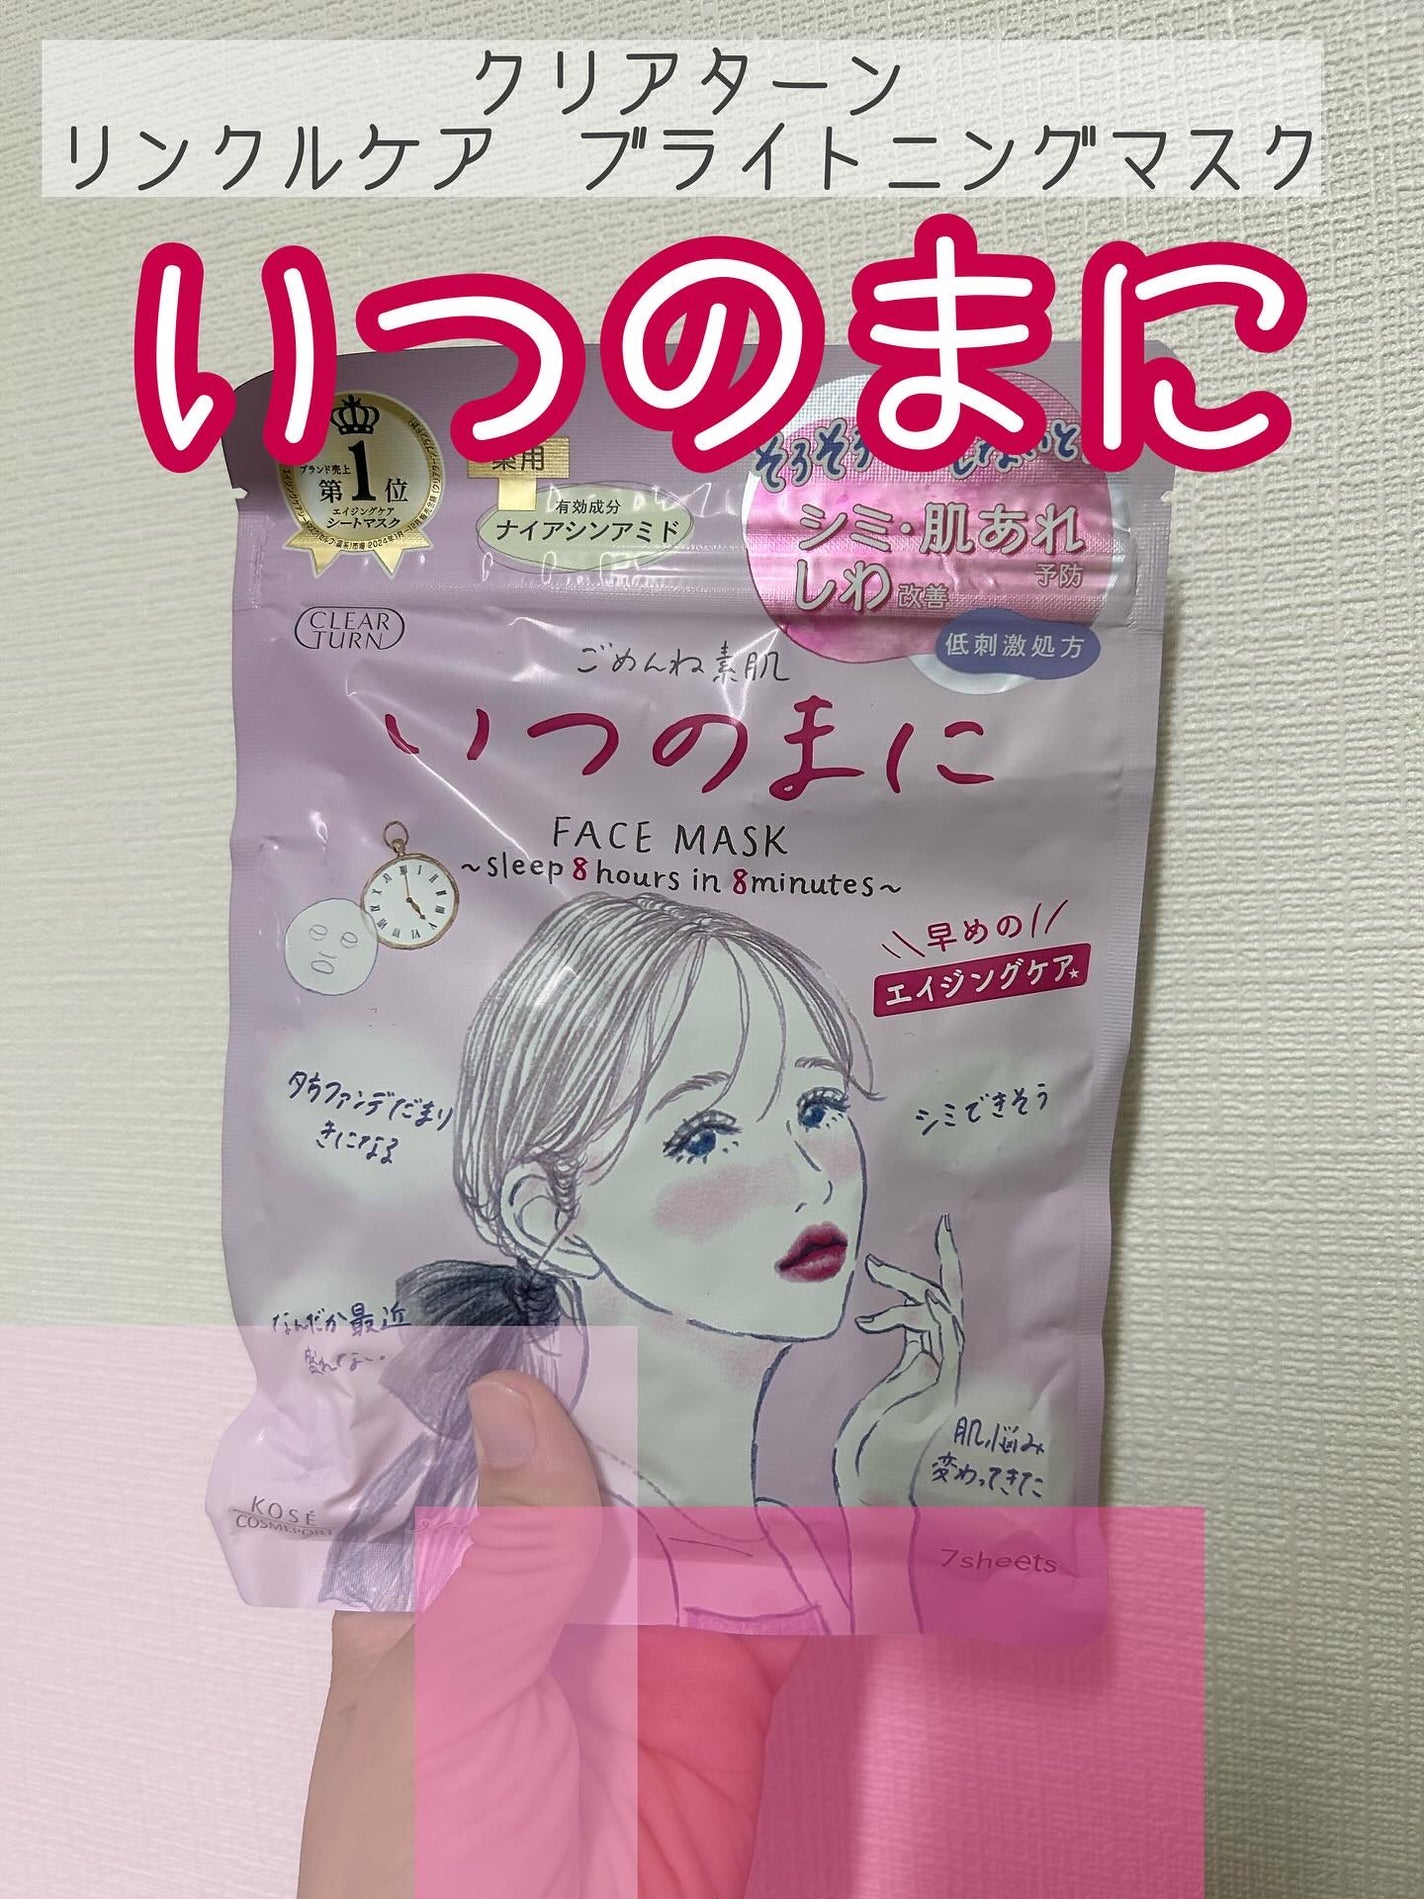 クリアターン
リンクルケア ブライトニングマスク
いつのまに
ブランド売上
第1位
エイジングケア
シートマスク
薬用
有効成分
ナイアシンアミド
シミ・肌あれ
予防
しわ改善
低刺激処方
CLEAR
TURN
ごめんね素肌
いつのまに
FACE MASK
~sleep 8 hours in 8minutes~
早めの
エイジングケア★
夕方ファンデだまり
きになる
シミできそう
なんだか最近
肌悩み
変わってきた
KOSÉ
COSMEPORT
7sheets